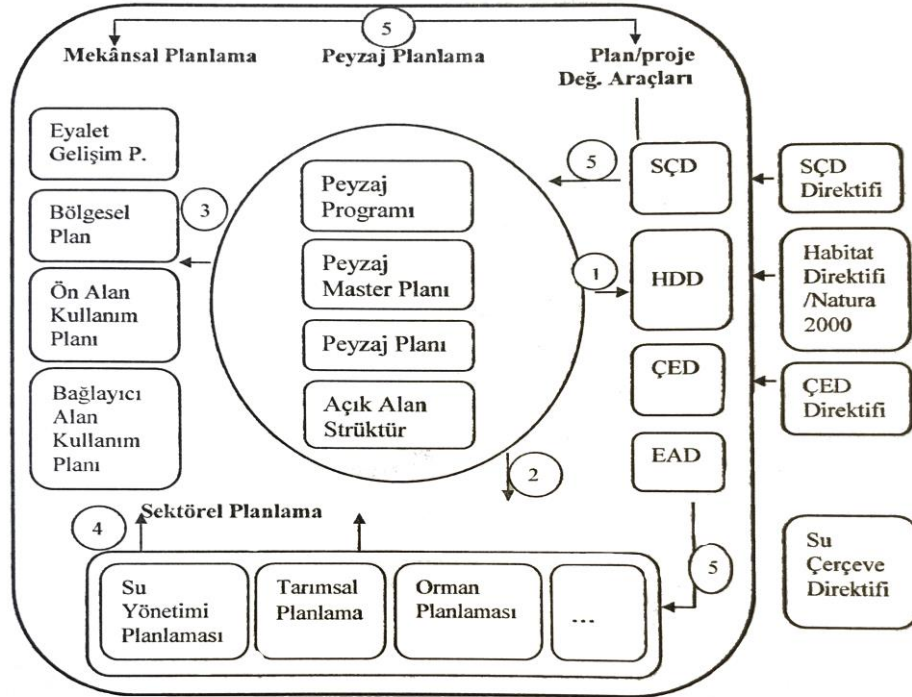 5
Mekânsal Planlama
Peyzaj Planlama
Plan/proje
Değ. Araçları
Eyalet
Gelişim P.
Bölgesel
Plan
Ön Alan
Kullanım
Planı
Bağlayıcı
Alan
Kullanım
Planı
3
Peyzaj
Programı
Peyzaj
Master Planı
Peyzaj Planı
Açık Alan
Strüktür
5
1
2
SÇD
HDD
ÇED
EAD
SÇD
Direktifi
Habitat
Direktifi
/Natura
2000
ÇED
Direktifi
Su
Çerçeve
Direktifi
4
Sektörel Planlama
Su
Yönetimi
Planlaması
Tarımsal
Planlama
Orman
Planlaması
...
5